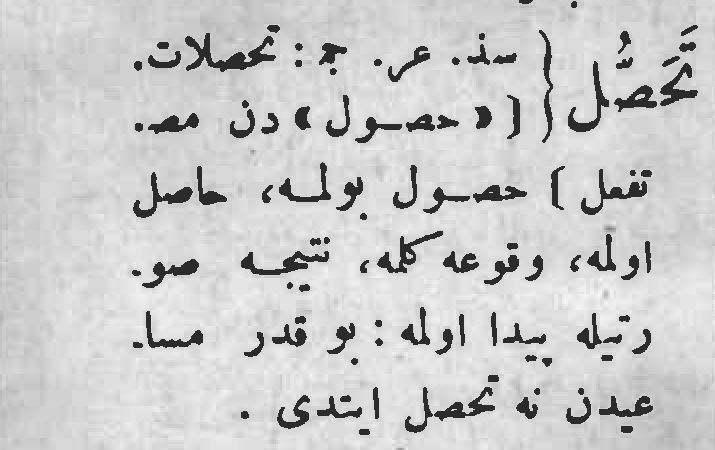 تَحَصُّل { سذ. عر. جـ : تحصلات.
[ « حصول » دن مصـ.
تفعل ] حصول بولمه، حاصل
اولمه، وقوعه كلمه، نتيجه صو-
رتيله پيدا اولمه : بو قدر مسا-
عيدن نه تحصل ايتدى .